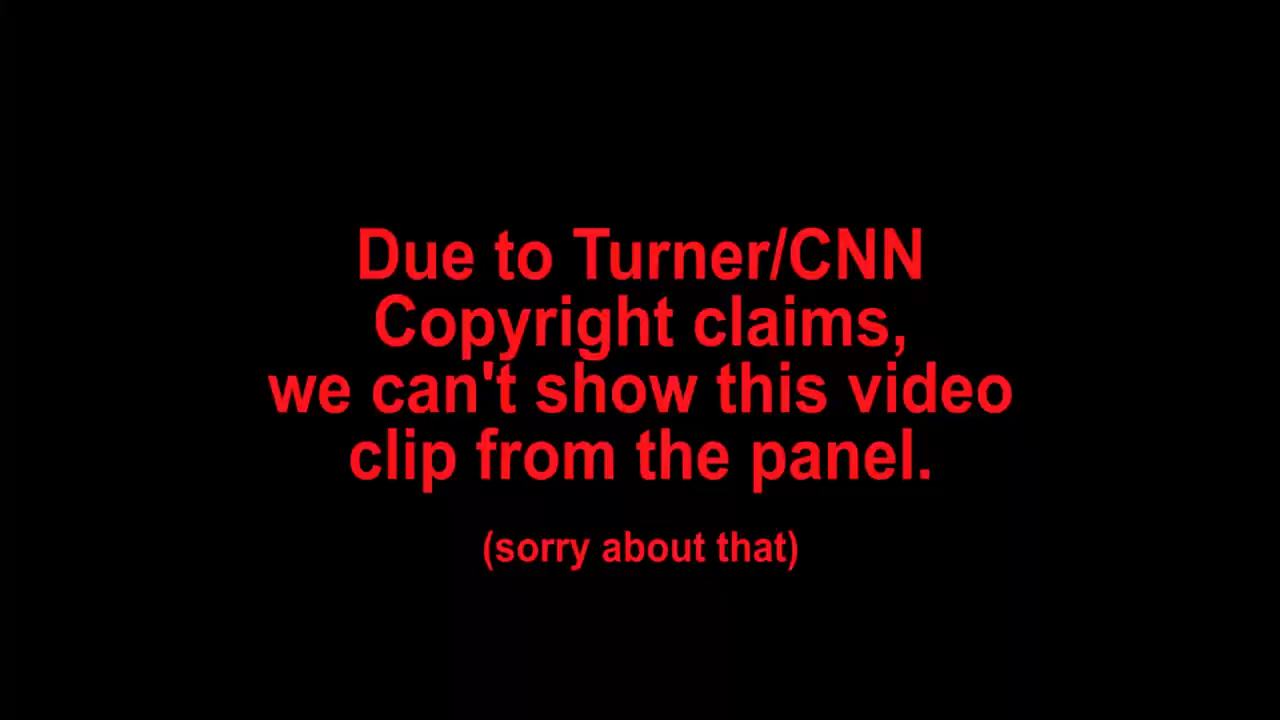 Due to Turner/CNN
Copyright claims,
we can't show this video
clip from the panel.
(sorry about that)